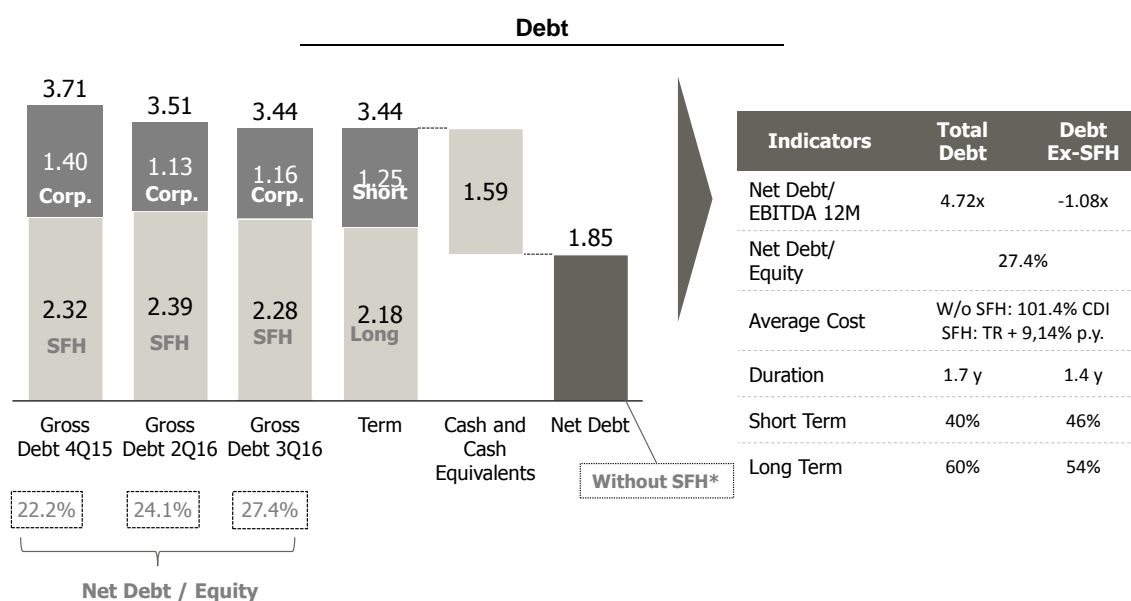 Debt
3.71
3.51
3.44
3.44
1.40
Corp.
1.13
Corp.
1.16
Corp.
1.25
Short
1.59
1.85
2.32
SFH
2.39
SFH
2.28
SFH
2.18
Long
Gross
Debt 4Q15
Gross
Debt 2Q16
Gross
Debt 3Q16
Term
Cash and
Cash
Equivalents
Net Debt
Without SFH*
22.2%
24.1%
27.4%
Net Debt / Equity
Indicators
Total
Debt
Debt
Ex-SFH
Net Debt/
EBITDA 12M
4.72x
-1.08x
Net Debt/
Equity
27.4%
Average Cost
W/o SFH: 101.4% CDI
SFH: TR + 9,14% p.y.
Duration
1.7 y
1.4 y
Short Term
40%
46%
Long Term
60%
54%